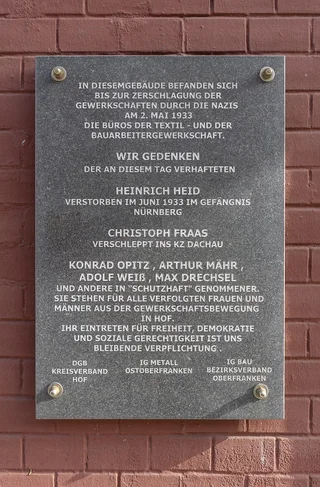 IN DIESEMGEBÄUDE BEFANDEN SICH
BIS ZUR ZERSCHLAGUNG DER
GEWERKSCHAFTEN DURCH DIE NAZIS
AM 2. MAI 1933
DIE BÜROS DER TEXTIL - UND DER
BAUARBEITERGEWERKSCHAFT.
WIR GEDENKEN
DER AN DIESEM TAG VERHAFTETEN
HEINRICH HEID
VERSTORBEN IM JUNI 1933 IM GEFÄNGNIS
NÜRNBERG
CHRISTOPH FRAAS
VERSCHLEPPT INS KZ DACHAU
KONRAD OPITZ , ARTHUR MÄHR ,
ADOLF WEIß , MAX DRECHSEL
UND ANDERE IN "SCHUTZHAFT" GENOMMENER.
SIE STEHEN FÜR ALLE VERFOLGTEN FRAUEN UND
MÄNNER AUS DER GEWERKSCHAFTSBEWEGUNG
IN HOF.
IHR EINTRETEN FÜR FREIHEIT, DEMOKRATIE
UND SOZIALE GERECHTIGKEIT IST UNS
BLEIBENDE VERPFLICHTUNG .
DGB
KREISVERBAND
HOF
IG METALL
OSTOBERFRANKEN
IG BAU
BEZIRKSVERBAND
OBERFRANKEN